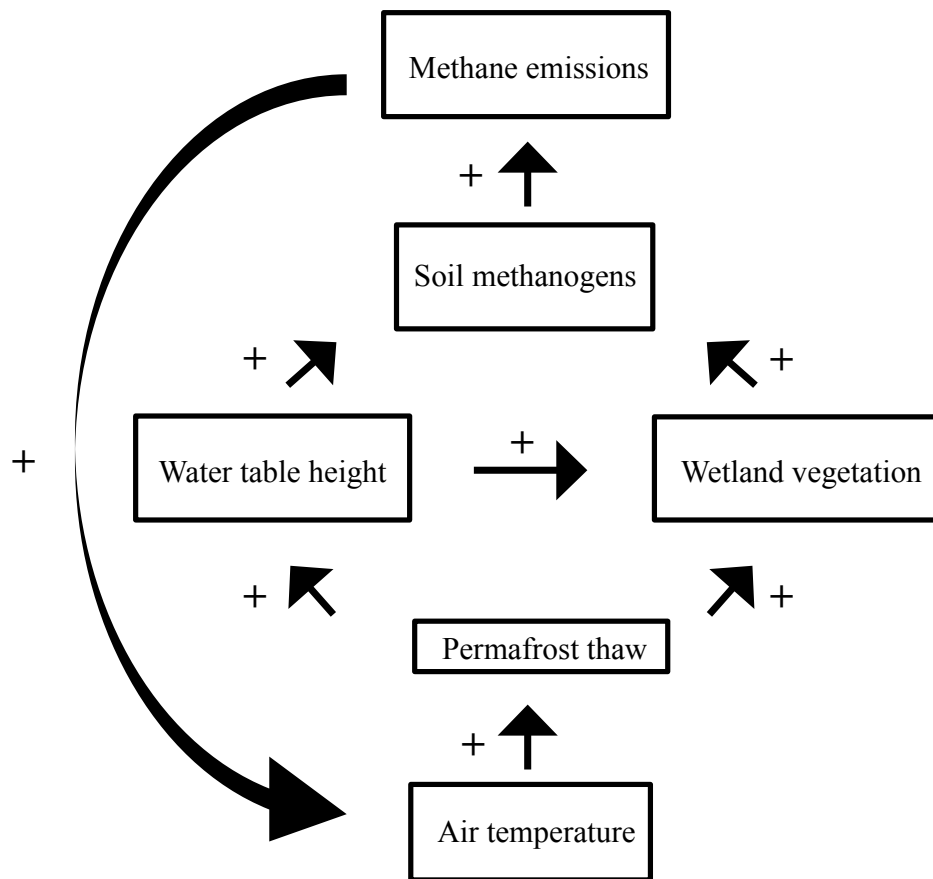 Methane emissions
+
Soil methanogens
+ +
+
Water table height Wetland vegetation
+
+ +
Permafrost thaw
+
Air temperature